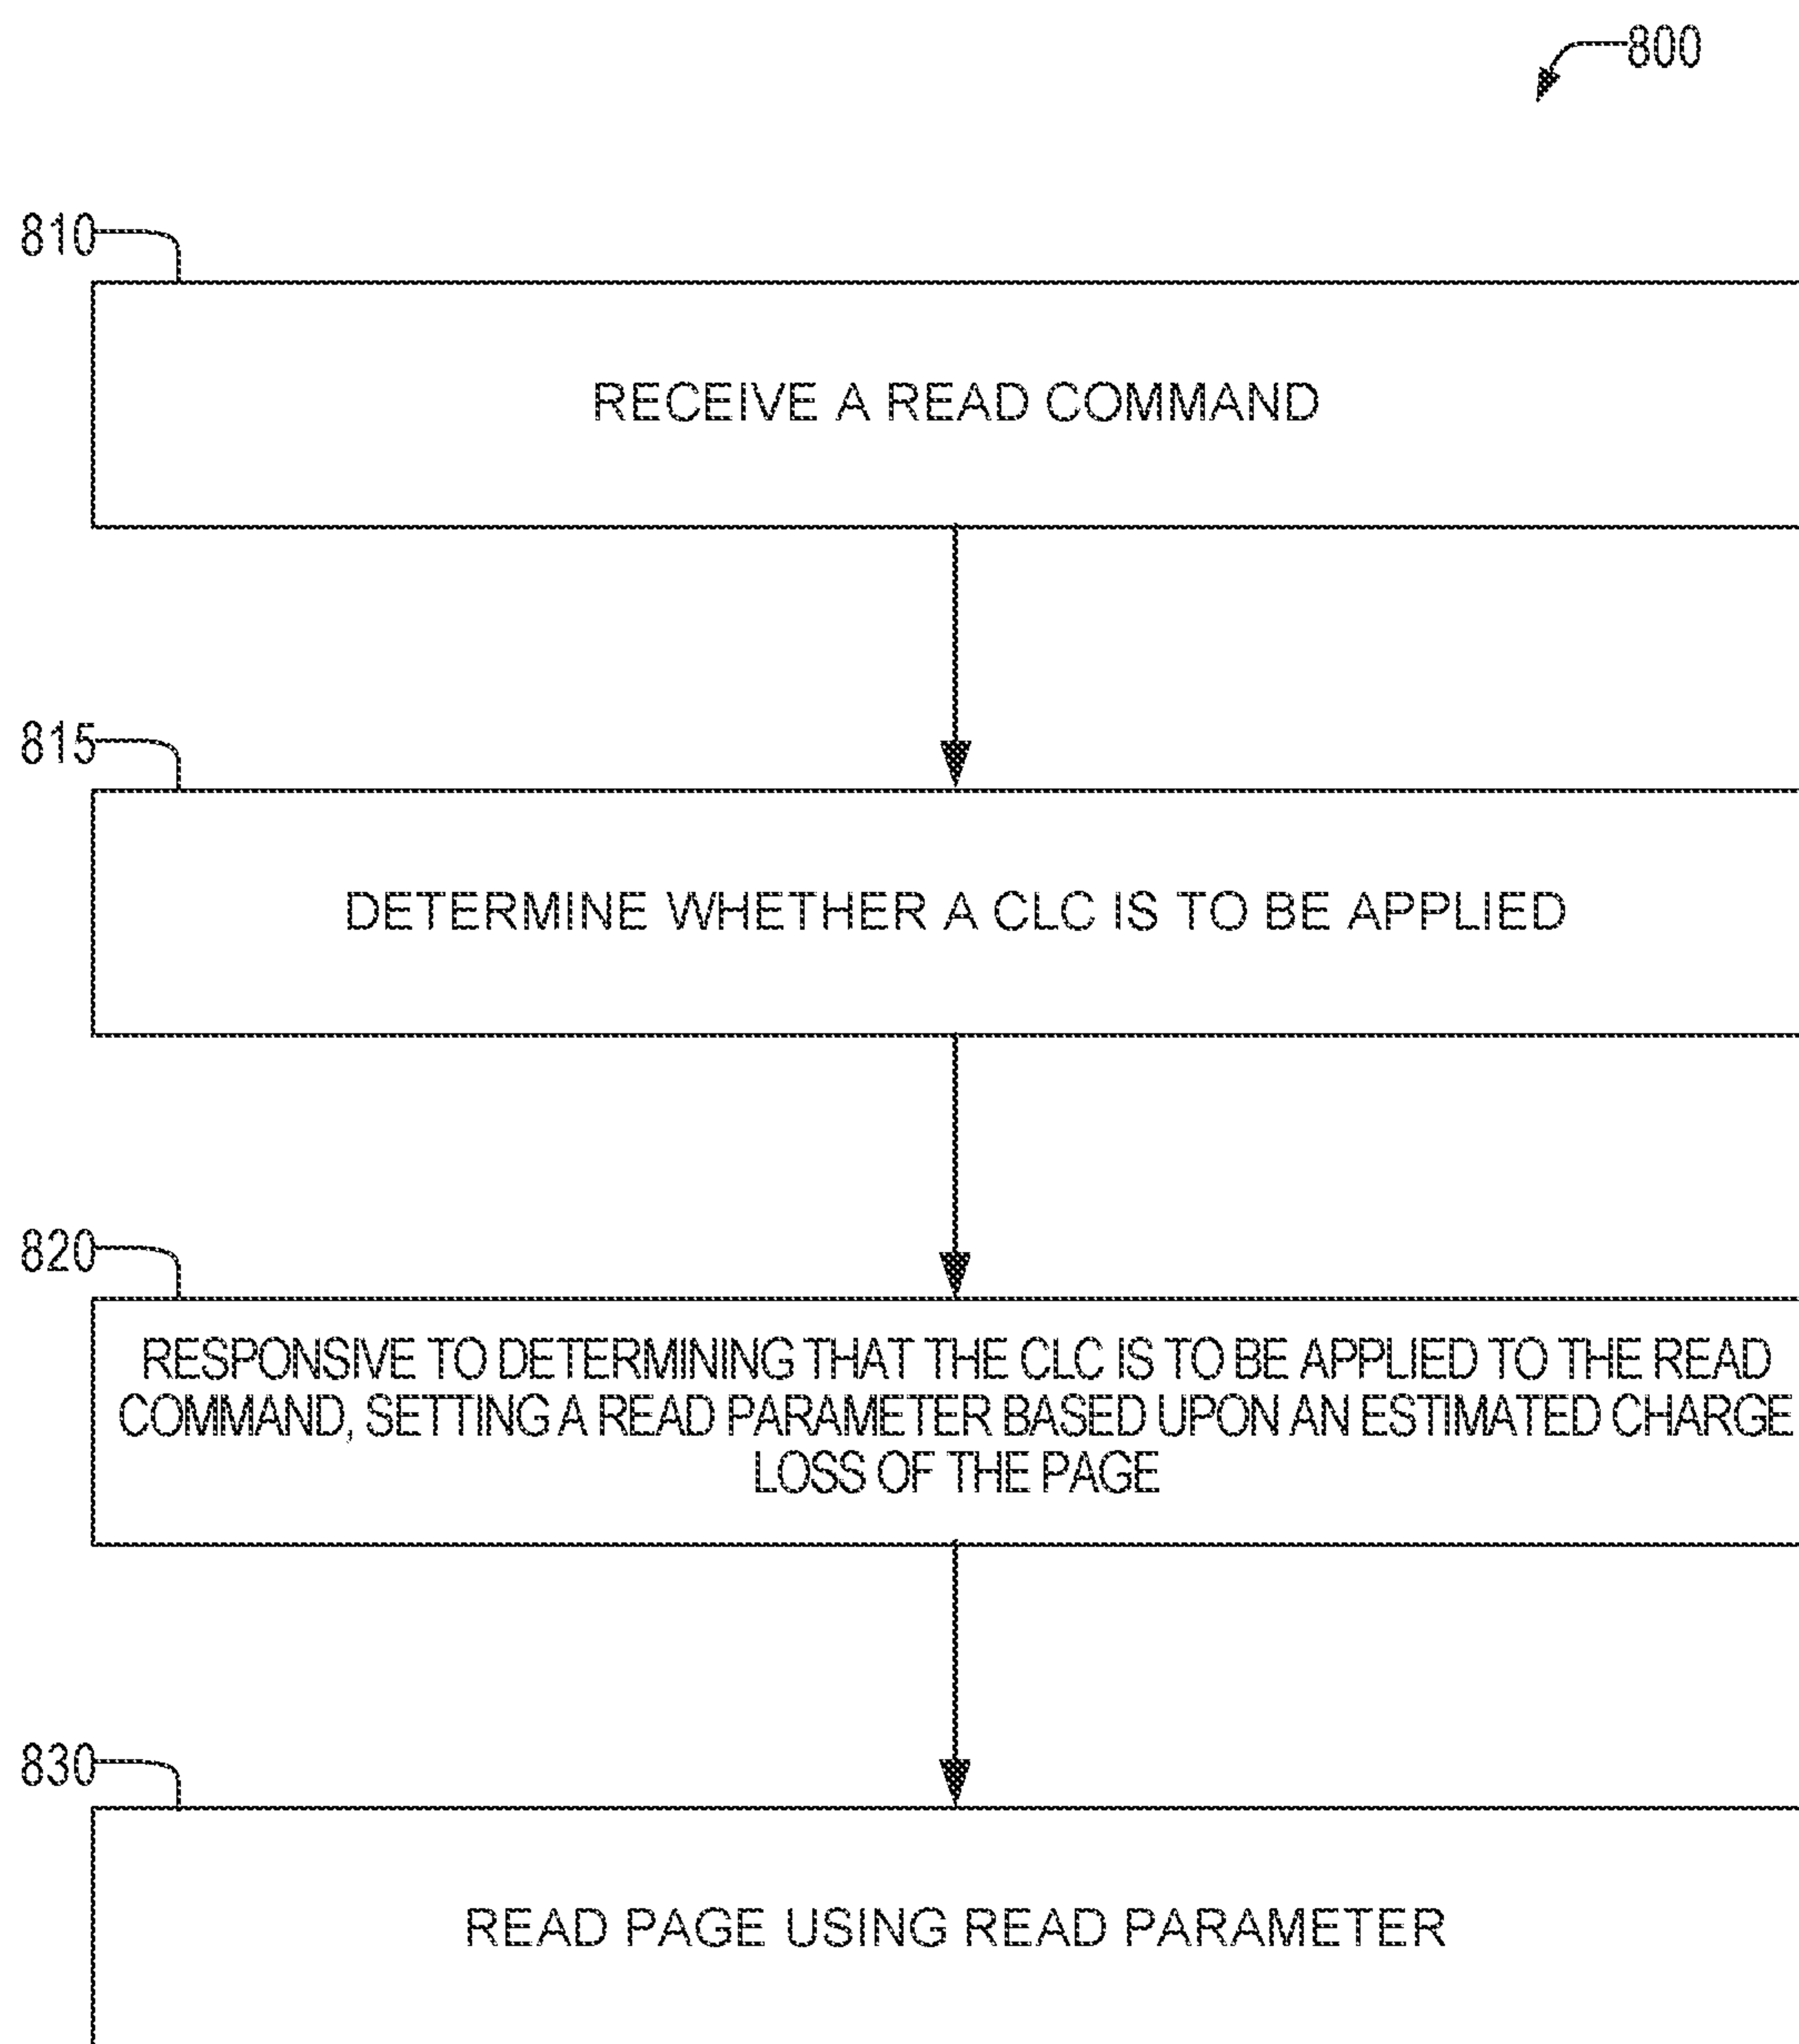 800
810
RECEIVE A READ COMMAND
815
DETERMINE WHETHER A CLC IS TO BE APPLIED
820
RESPONSIVE TO DETERMINING THAT THE CLC IS TO BE APPLIED TO THE READ
COMMAND, SETTING A READ PARAMETER BASED UPON AN ESTIMATED CHARGE
LOSS OF THE PAGE
830
READ PAGE USING READ PARAMETER